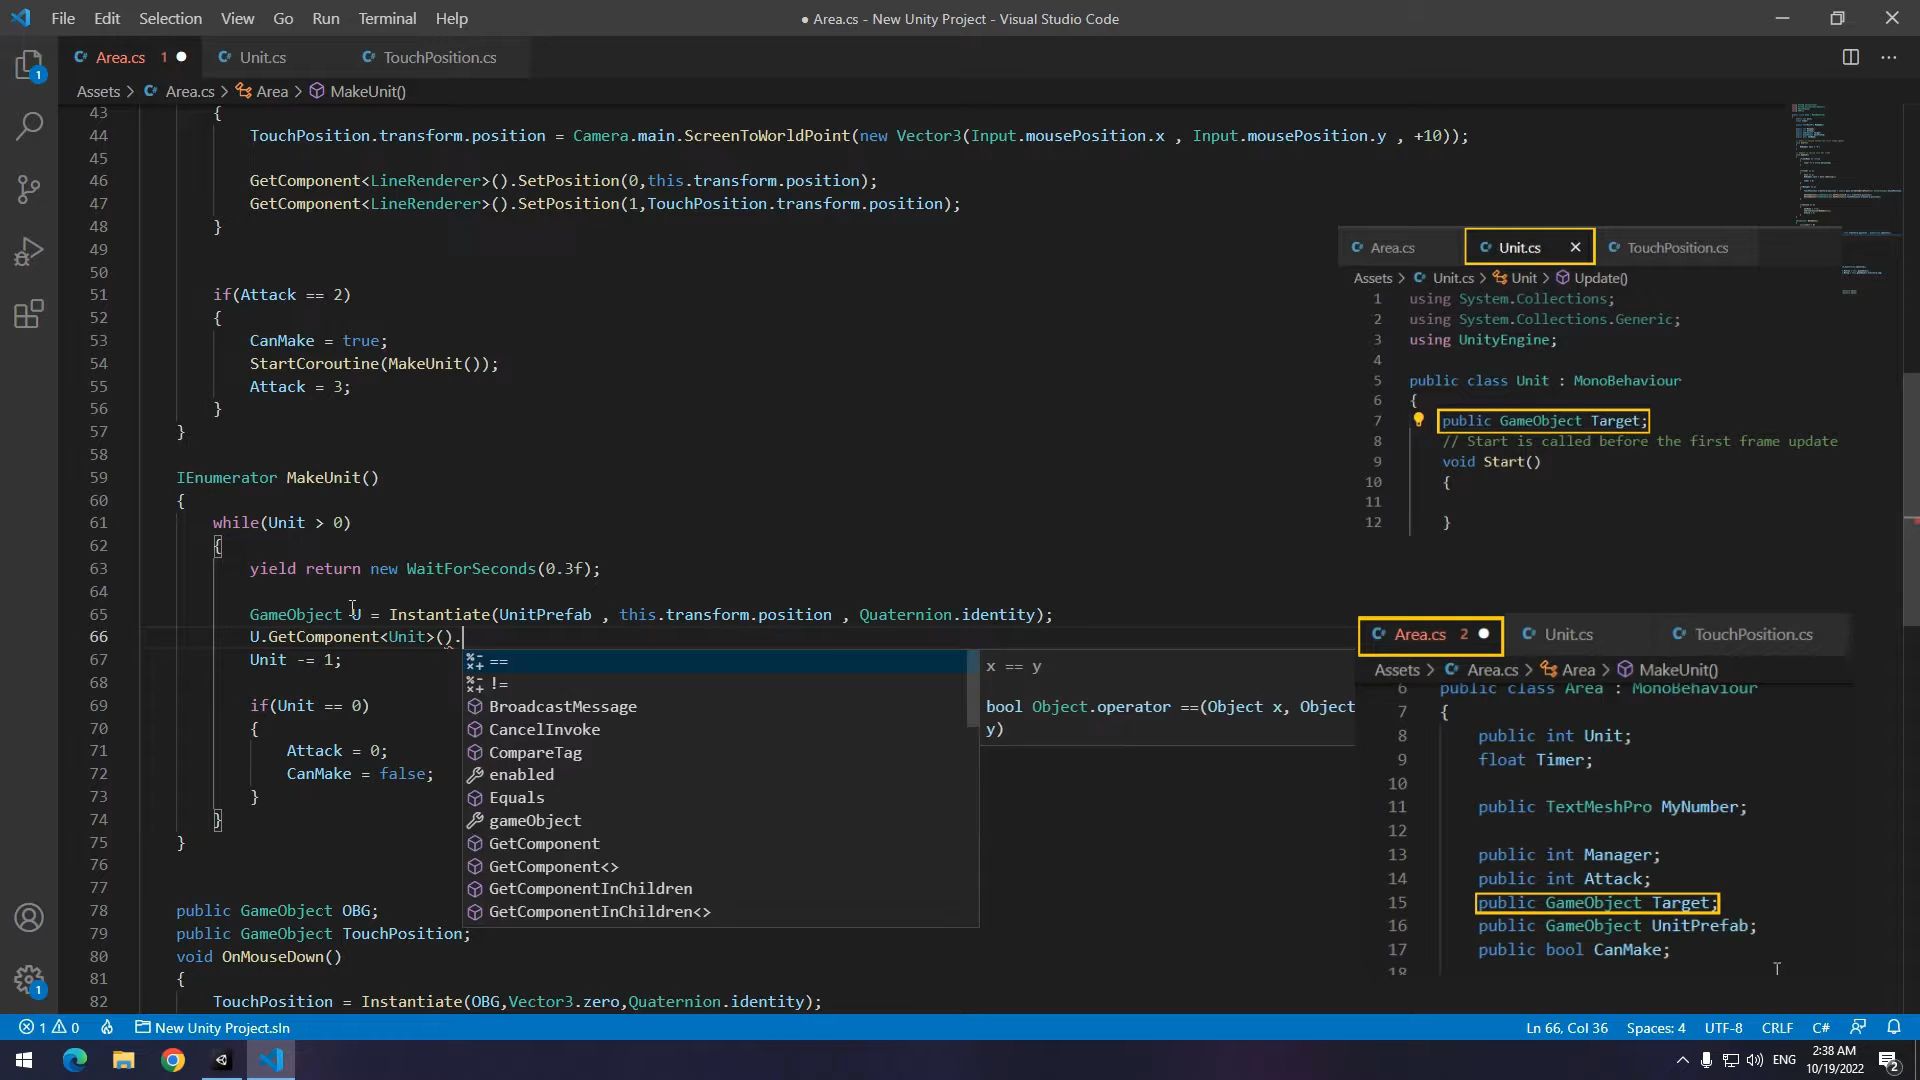 File Edit Selection View Go Run Terminal Help
● Area.cs - New Unity Project - Visual Studio Code
Area.cs 1 ● Unit.cs TouchPosition.cs
Assets > Area.cs > Area > MakeUnit()
43 {
44 TouchPosition.transform.position = Camera.main.ScreenToWorldPoint(new Vector3(Input.mousePosition.x , Input.mousePosition.y , +10));
45
46 GetComponent<LineRenderer>().SetPosition(0,this.transform.position);
47 GetComponent<LineRenderer>().SetPosition(1,TouchPosition.transform.position);
48 }
49
50
51 if(Attack == 2)
52 {
53 CanMake = true;
54 StartCoroutine(MakeUnit());
55 Attack = 3;
56 }
57 }
58
59 IEnumerator MakeUnit()
60 {
61 while(Unit > 0)
62 {
63 yield return new WaitForSeconds(0.3f);
64
65 GameObject U = Instantiate(UnitPrefab , this.transform.position , Quaternion.identity);
66 U.GetComponent<Unit>().
67 Unit -= 1;
68
69 if(Unit == 0)
70 {
71 Attack = 0;
72 CanMake = false;
73 }
74 }
75 }
76
77
78 public GameObject OBG;
79 public GameObject TouchPosition;
80 void OnMouseDown()
81 {
82 TouchPosition = Instantiate(OBG,Vector3.zero,Quaternion.identity);
==
!=
BroadcastMessage
CancelInvoke
CompareTag
enabled
Equals
gameObject
GetComponent
GetComponent<>
GetComponentInChildren
GetComponentInChildren<>
x == y
bool Object.operator ==(Object x, Object
y)
Area.cs Unit.cs × TouchPosition.cs
Assets > Unit.cs > Unit > Update()
1 using System.Collections;
2 using System.Collections.Generic;
3 using UnityEngine;
4
5 public class Unit : MonoBehaviour
6 {
7 public GameObject Target;
8 // Start is called before the first frame update
9 void Start()
10 {
11
12 }
Area.cs 2 ● Unit.cs TouchPosition.cs
Assets > Area.cs > Area > MakeUnit()
6 public class Area : MonoBehaviour
7 {
8 public int Unit;
9 float Timer;
10
11 public TextMeshPro MyNumber;
12
13 public int Manager;
14 public int Attack;
15 public GameObject Target;
16 public GameObject UnitPrefab;
17 public bool CanMake;
18
1
1
1 0 New Unity Project.sln Ln 66, Col 36 Spaces: 4 UTF-8 CRLF C#
ENG 2:38 AM
10/19/2022
2